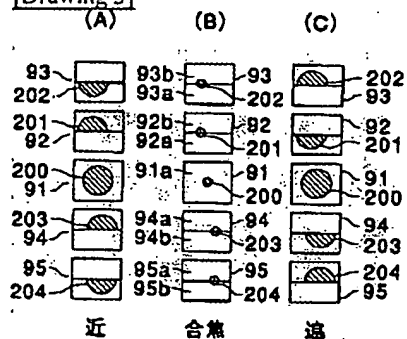 [Drawing 5]
(A) (B) (C)
93 202 93b 93a 93 202 202 93
201 92 92b 92a 92 201 92 201
200 91 91a 91 200 91 200
203 94 94a 94b 94 203 94 203
95 204 95a 95b 95 204 204 95
近 合焦 遠